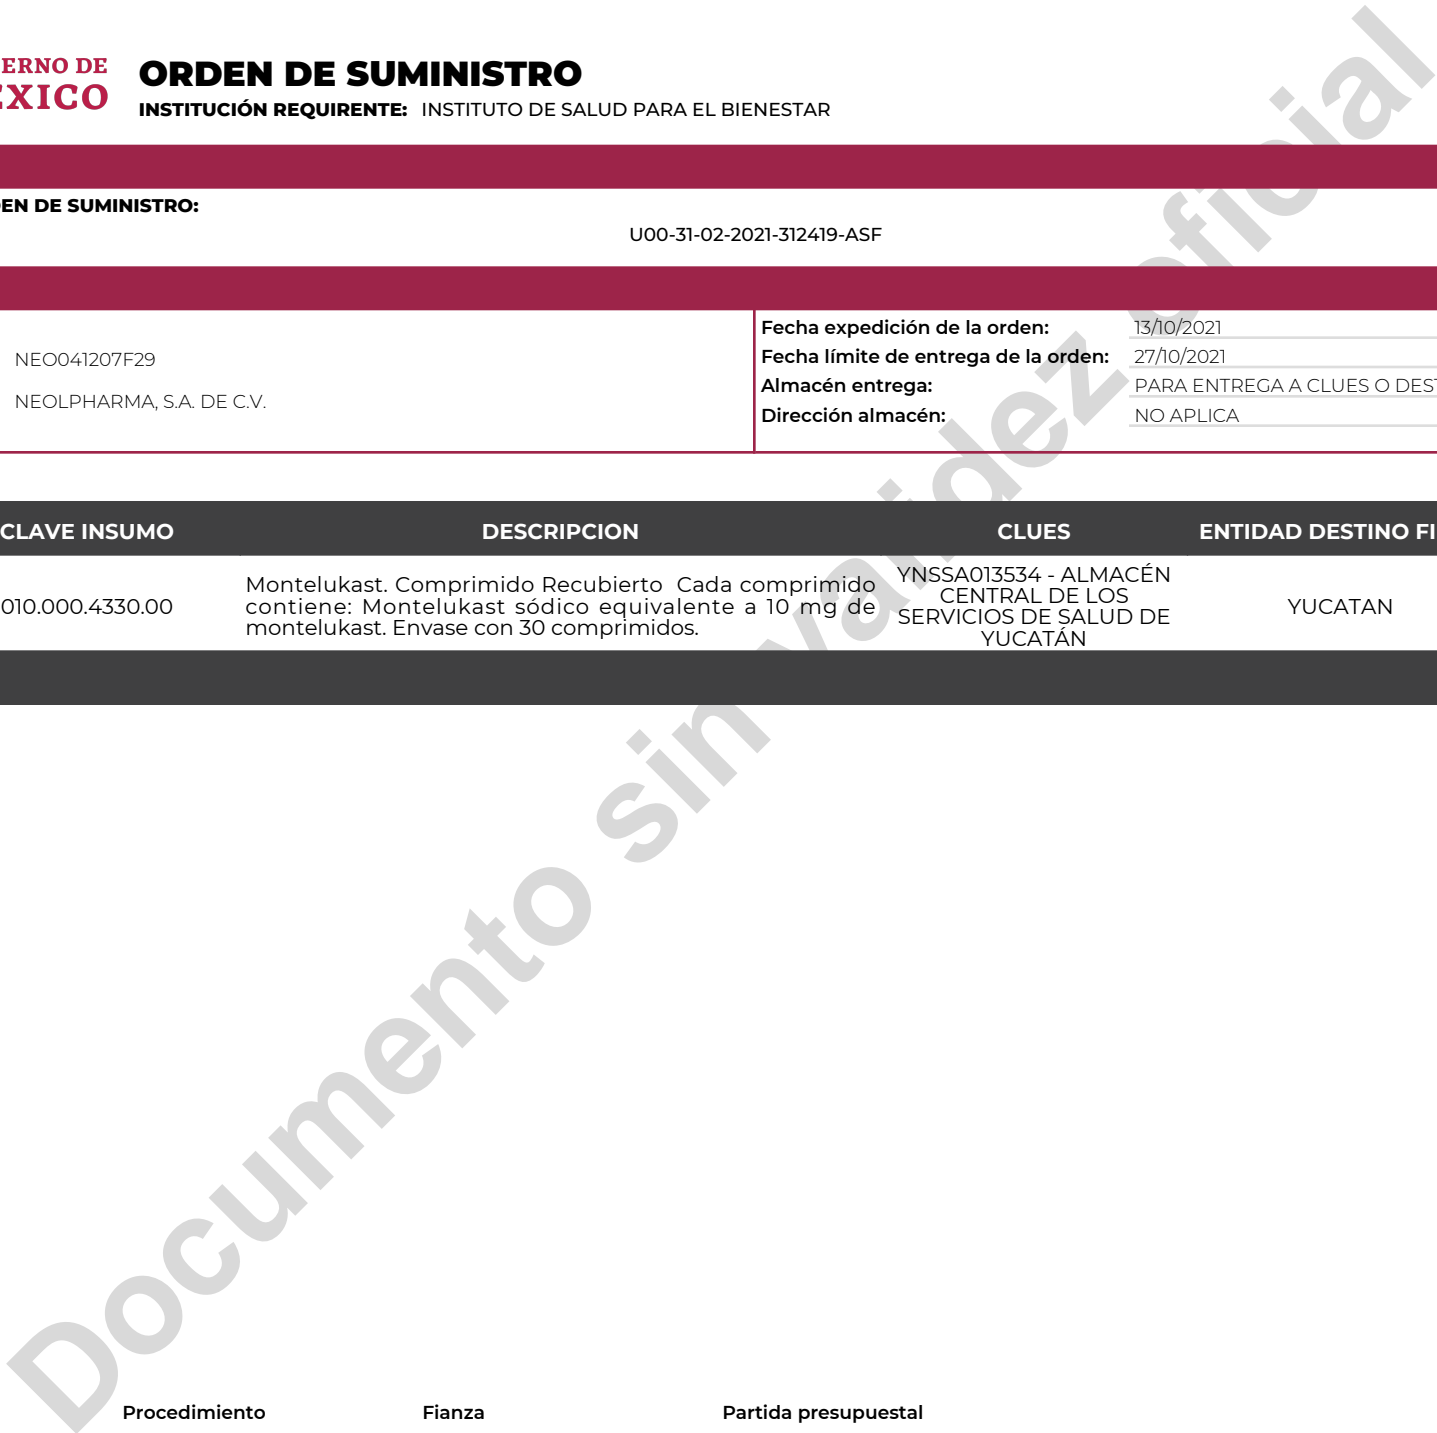 ERNO DE
ÉXICO
ORDEN DE SUMINISTRO
INSTITUCIÓN REQUIRENTE: INSTITUTO DE SALUD PARA EL BIENESTAR
EN DE SUMINISTRO:
U00-31-02-2021-312419-ASF
NEO041207F29
NEOLPHARMA, S.A. DE C.V.
Fecha expedición de la orden: 13/10/2021
Fecha límite de entrega de la orden: 27/10/2021
Almacén entrega: PARA ENTREGA A CLUES O DEST
Dirección almacén: NO APLICA
CLAVE INSUMO DESCRIPCION CLUES ENTIDAD DESTINO FI
010.000.4330.00
Montelukast. Comprimido Recubierto Cada comprimido
contiene: Montelukast sódico equivalente a 10 mg de
montelukast. Envase con 30 comprimidos.
YNSSA013534 - ALMACÉN
CENTRAL DE LOS
SERVICIOS DE SALUD DE
YUCATÁN
YUCATAN
Documento sin validez oficial
Procedimiento Fianza Partida presupuestal